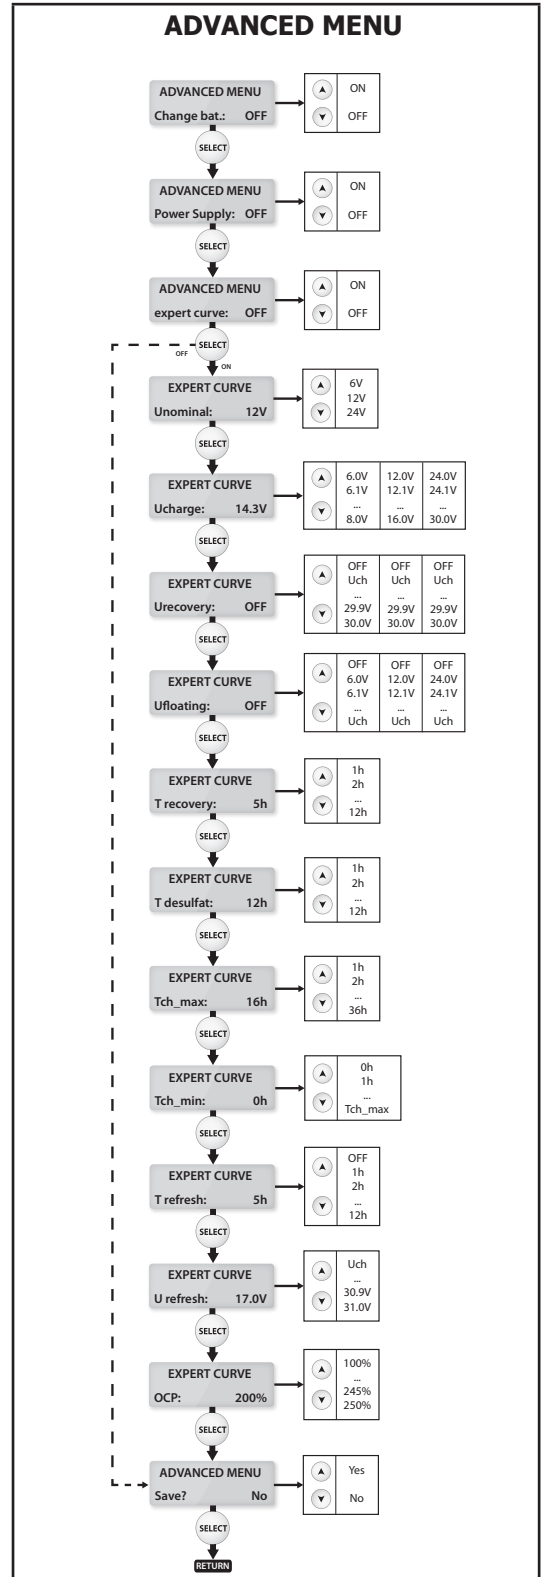 ADVANCED MENU
ADVANCED MENU
Change bat.: OFF
ON
OFF
SELECT
ADVANCED MENU
Power Supply: OFF
ON
OFF
SELECT
ADVANCED MENU
expert curve: OFF
ON
OFF
SELECT
OFF
ON
EXPERT CURVE
Unominal: 12V
6V
12V
24V
SELECT
EXPERT CURVE
Ucharge: 14.3V
6.0V 12.0V 24.0V
6.1V 12.1V 24.1V
... ... ...
8.0V 16.0V 30.0V
SELECT
EXPERT CURVE
Urecovery: OFF
OFF OFF OFF
Uch Uch Uch
... ... ...
29.9V 29.9V 29.9V
30.0V 30.0V 30.0V
SELECT
EXPERT CURVE
Ufloating: OFF
OFF OFF OFF
6.0V 12.0V 24.0V
6.1V 12.1V 24.1V
... ... ...
Uch Uch Uch
SELECT
EXPERT CURVE
T recovery: 5h
1h
2h
...
12h
SELECT
EXPERT CURVE
T desulfat: 12h
1h
2h
...
12h
SELECT
EXPERT CURVE
Tch_max: 16h
1h
2h
...
36h
SELECT
EXPERT CURVE
Tch_min: 0h
0h
1h
...
Tch_max
SELECT
EXPERT CURVE
T refresh: 5h
OFF
1h
2h
...
12h
SELECT
EXPERT CURVE
U refresh: 17.0V
Uch
...
30.9V
31.0V
SELECT
EXPERT CURVE
OCP: 200%
100%
...
245%
250%
SELECT
ADVANCED MENU
Save? No
Yes
No
SELECT
RETURN